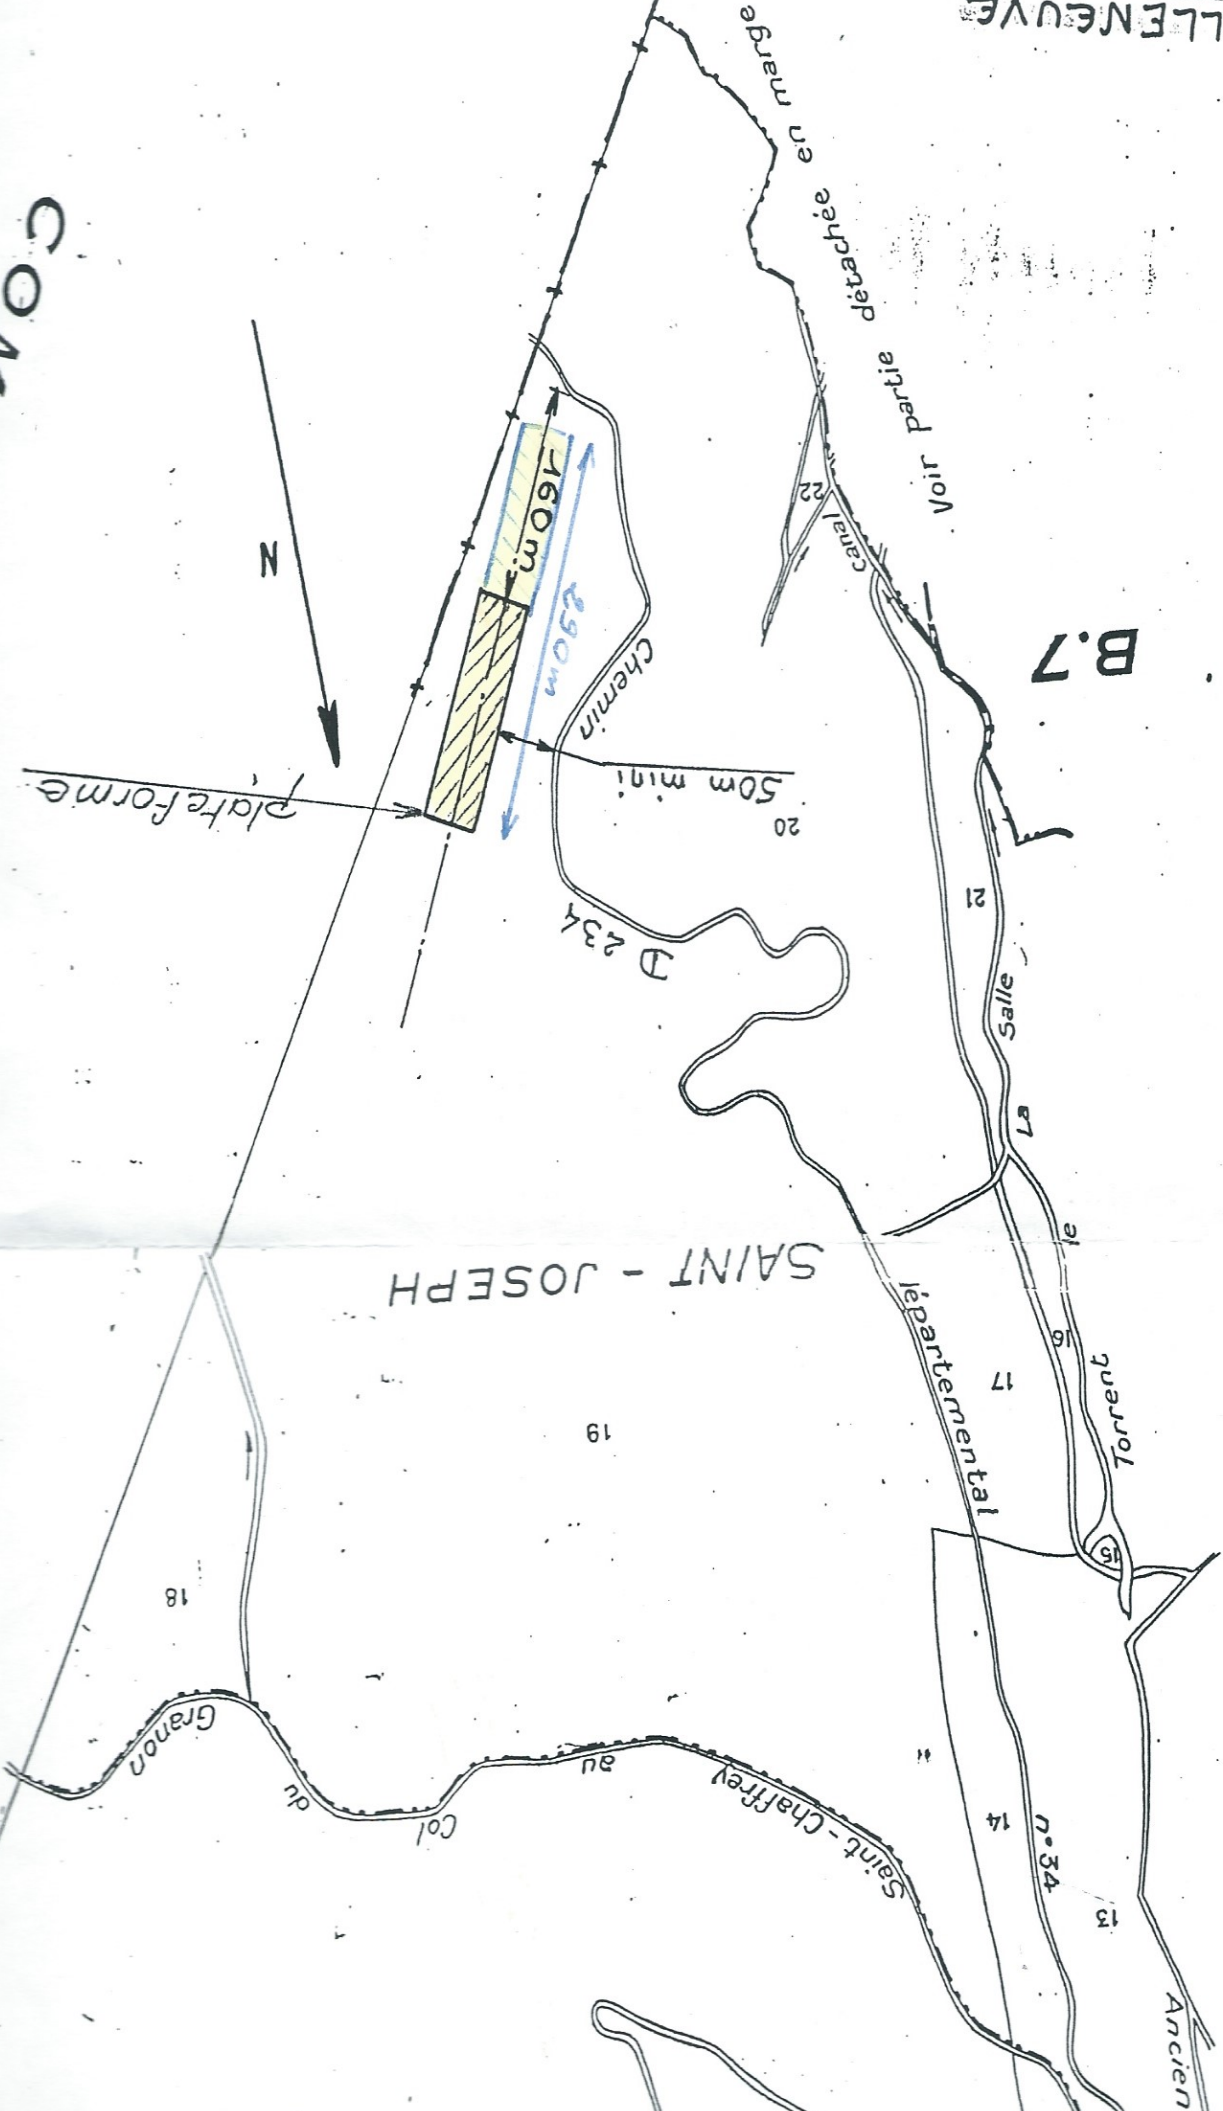 LLENEUVE
Voir partie détachée en marge
CO
N
160m
290m
22
canal
B.7
Chemin
plateforme
50m mini
20
21
D 234
La Salle
le
Torrent
SAINT - JOSEPH
épartemental
16
17
19
15
18
Saint-Chaffrey au Col du Granon
11
14
n°34
13
Ancien